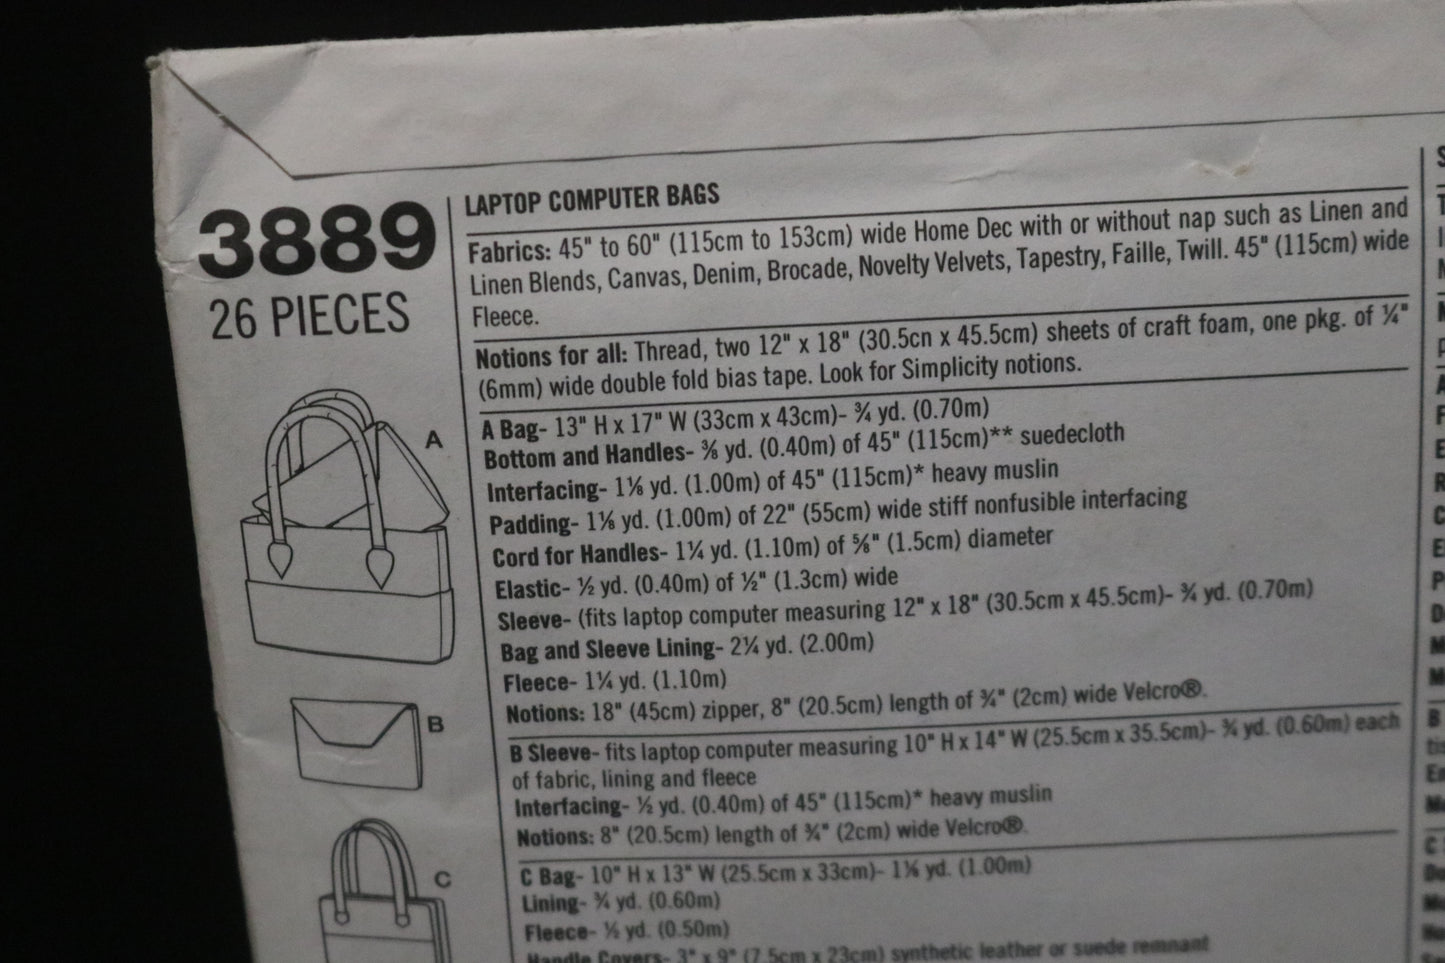 3889
26 PIECES
LAPTOP COMPUTER BAGS
Fabrics: 45" to 60" (115cm to 153cm) wide Home Dec with or without nap such as Linen and
Linen Blends, Canvas, Denim, Brocade, Novelty Velvets, Tapestry, Faille, Twill. 45" (115cm) wide
Fleece.
Notions for all: Thread, two 12" x 18" (30.5cn x 45.5cm) sheets of craft foam, one pkg. of ¼"
(6mm) wide double fold bias tape. Look for Simplicity notions.
A
A Bag- 13" H x 17" W (33cm x 43cm)- ¾ yd. (0.70m)
Bottom and Handles- ⅜ yd. (0.40m) of 45" (115cm)** suedecloth
Interfacing- 1⅛ yd. (1.00m) of 45" (115cm)* heavy muslin
Padding- 1⅛ yd. (1.00m) of 22" (55cm) wide stiff nonfusible interfacing
Cord for Handles- 1¼ yd. (1.10m) of ⅝" (1.5cm) diameter
Elastic- ½ yd. (0.40m) of ½" (1.3cm) wide
Sleeve- (fits laptop computer measuring 12" x 18" (30.5cm x 45.5cm)- ¾ yd. (0.70m)
Bag and Sleeve Lining- 2¼ yd. (2.00m)
Fleece- 1¼ yd. (1.10m)
Notions: 18" (45cm) zipper, 8" (20.5cm) length of ¾" (2cm) wide Velcro®.
B
B Sleeve- fits laptop computer measuring 10" H x 14" W (25.5cm x 35.5cm)- yd. (0.60m) each
of fabric, lining and fleece
Interfacing- ½ yd. (0.40m) of 45" (115cm)* heavy muslin
Notions: 8" (20.5cm) length of ¾" (2cm) wide Velcro®.
C
C Bag- 10" H x 13" W (25.5cm x 33cm)- 1⅛ yd. (1.00m)
Lining- yd. (0.60m)
Fleece- ½ yd. (0.50m)
Handle Covers- 3" x 9" (7.5cm x 23cm) synthetic leather or suede remnant